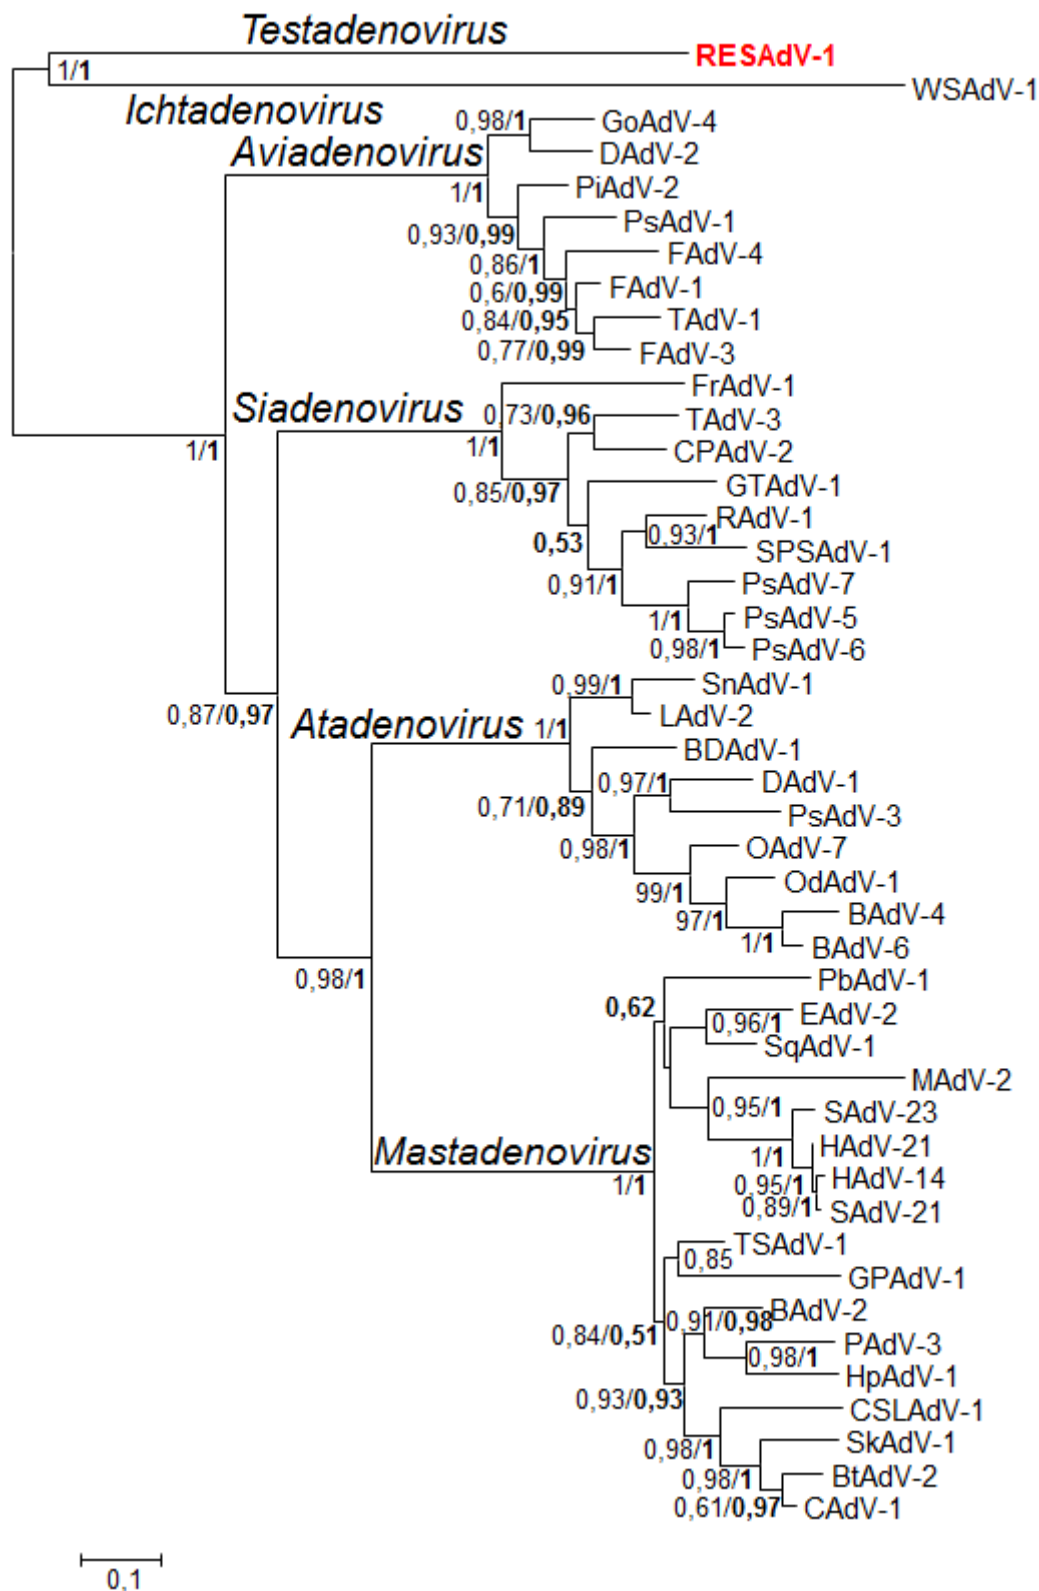 Testadenovirus
RESAdV-1
1/1
WSAdV-1
Ichtadenovirus
0,98/1
GoAdV-4
Aviadenovirus
DAdV-2
1/1
PiAdV-2
PsAdV-1
0,93/0,99
FAdV-4
0,86/1
FAdV-1
0,6/0,99
TAdV-1
0,84/0,95
FAdV-3
0,77/0,99
FrAdV-1
Siadenovirus
0,73/0,96
TAdV-3
1/1
1/1
CPAdV-2
GTAdV-1
0,85/0,97
RAdV-1
0,93/1
0,53
SPSAdV-1
0,91/1
PsAdV-7
1/1
PsAdV-5
0,98/1
PsAdV-6
0,99/1
SnAdV-1
0,87/0,97
LAdV-2
Atadenovirus
1/1
BDAdV-1
0,97/1
DAdV-1
0,71/0,89
PsAdV-3
0,98/1
OAdV-7
OdAdV-1
99/1
BAdV-4
97/1
1/1
BAdV-6
0,98/1
PbAdV-1
0,62
EAdV-2
0,96/1
SqAdV-1
MAdV-2
0,95/1
SAdV-23
HAdV-21
Mastadenovirus
1/1
1/1
HAdV-14
0,95/1
0,89/1
SAdV-21
TSAdV-1
0,85
GPAdV-1
BAdV-2
0,91/0,98
0,84/0,51
PAdV-3
0,98/1
HpAdV-1
0,93/0,93
CSLAdV-1
SkAdV-1
0,98/1
BtAdV-2
0,98/1
CAdV-1
0,61/0,97
0,1